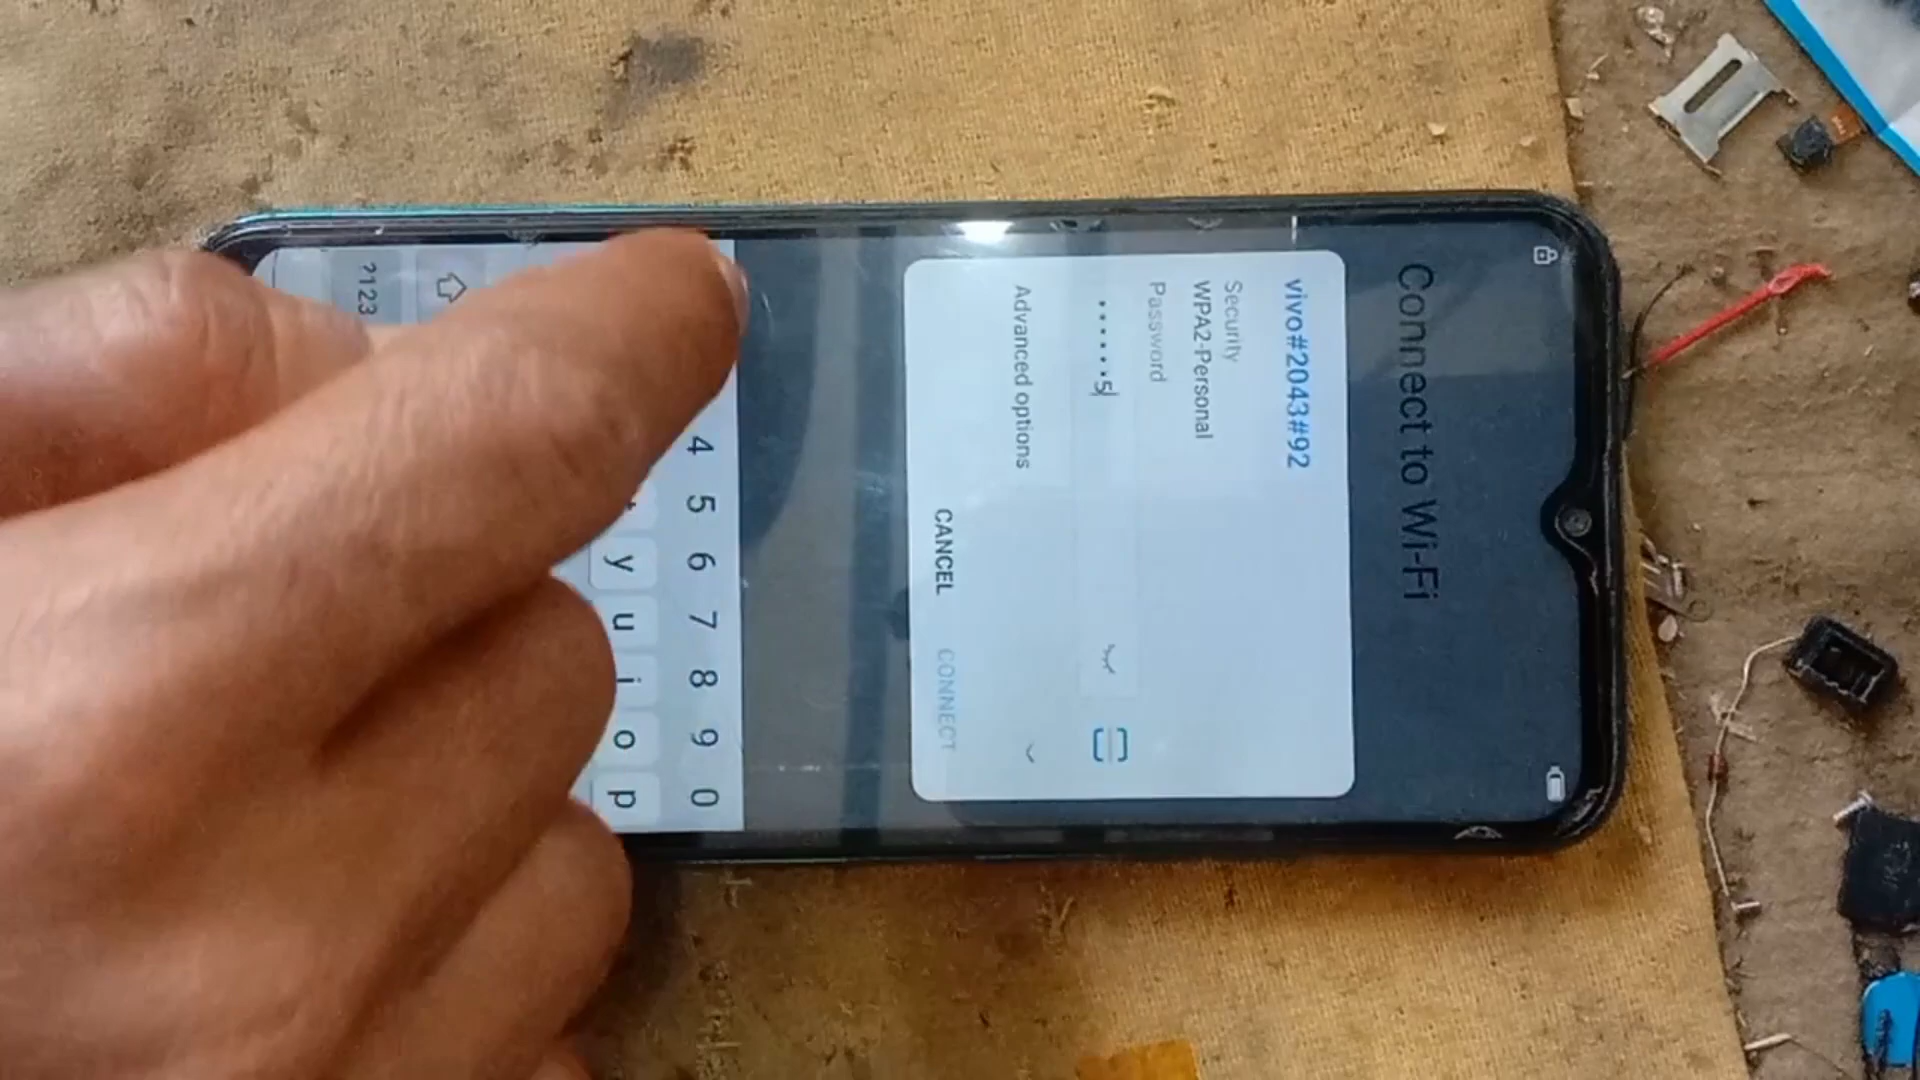 Connect to Wi-Fi
vivo#2043#92
Security
WPA2-Personal
Password
••••••5
Advanced options
CANCEL CONNECT
4 5 6 7 8 9 0
y u i o p
?123